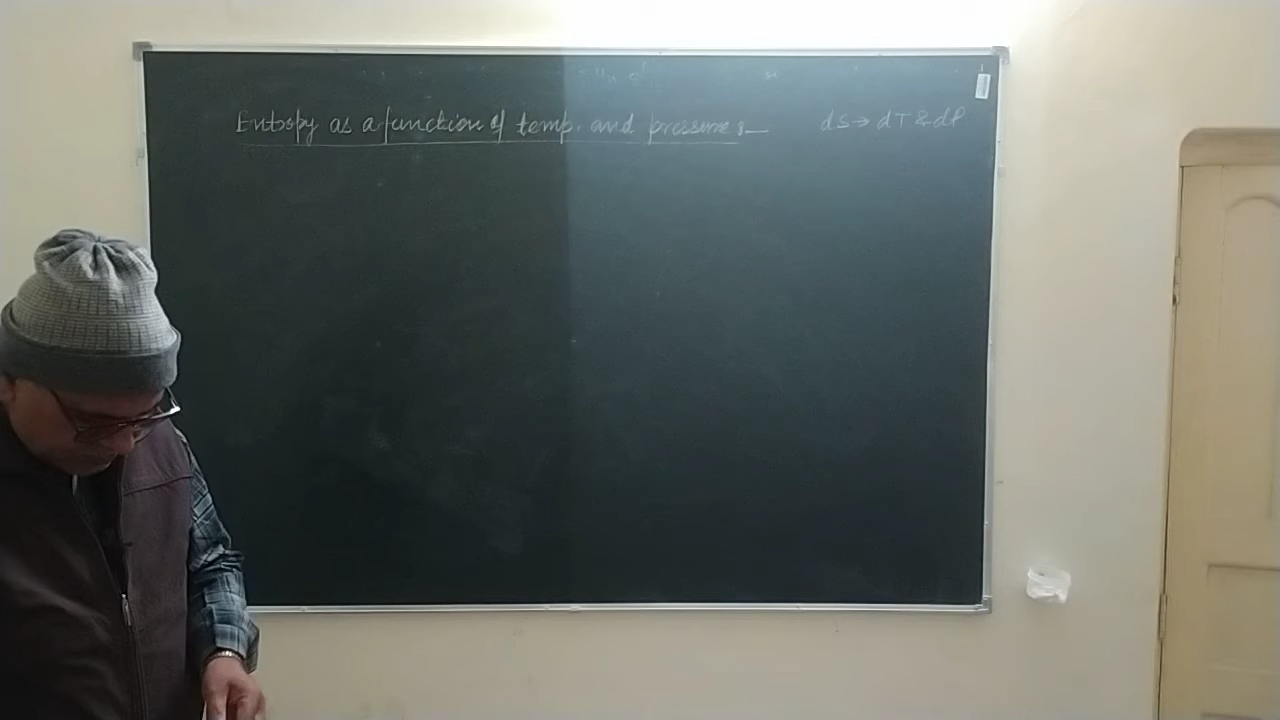 Entropy as a function of temp. and pressure :— dS → dT & dP